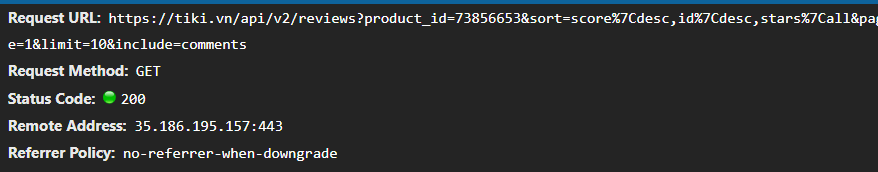 Request URL: https://tiki.vn/api/v2/reviews?product_id=73856653&sort=score%7Cdesc,id%7Cdesc,stars%7Call&pag
e=1&limit=10&include=comments
Request Method: GET
Status Code: 200
Remote Address: 35.186.195.157:443
Referrer Policy: no-referrer-when-downgrade